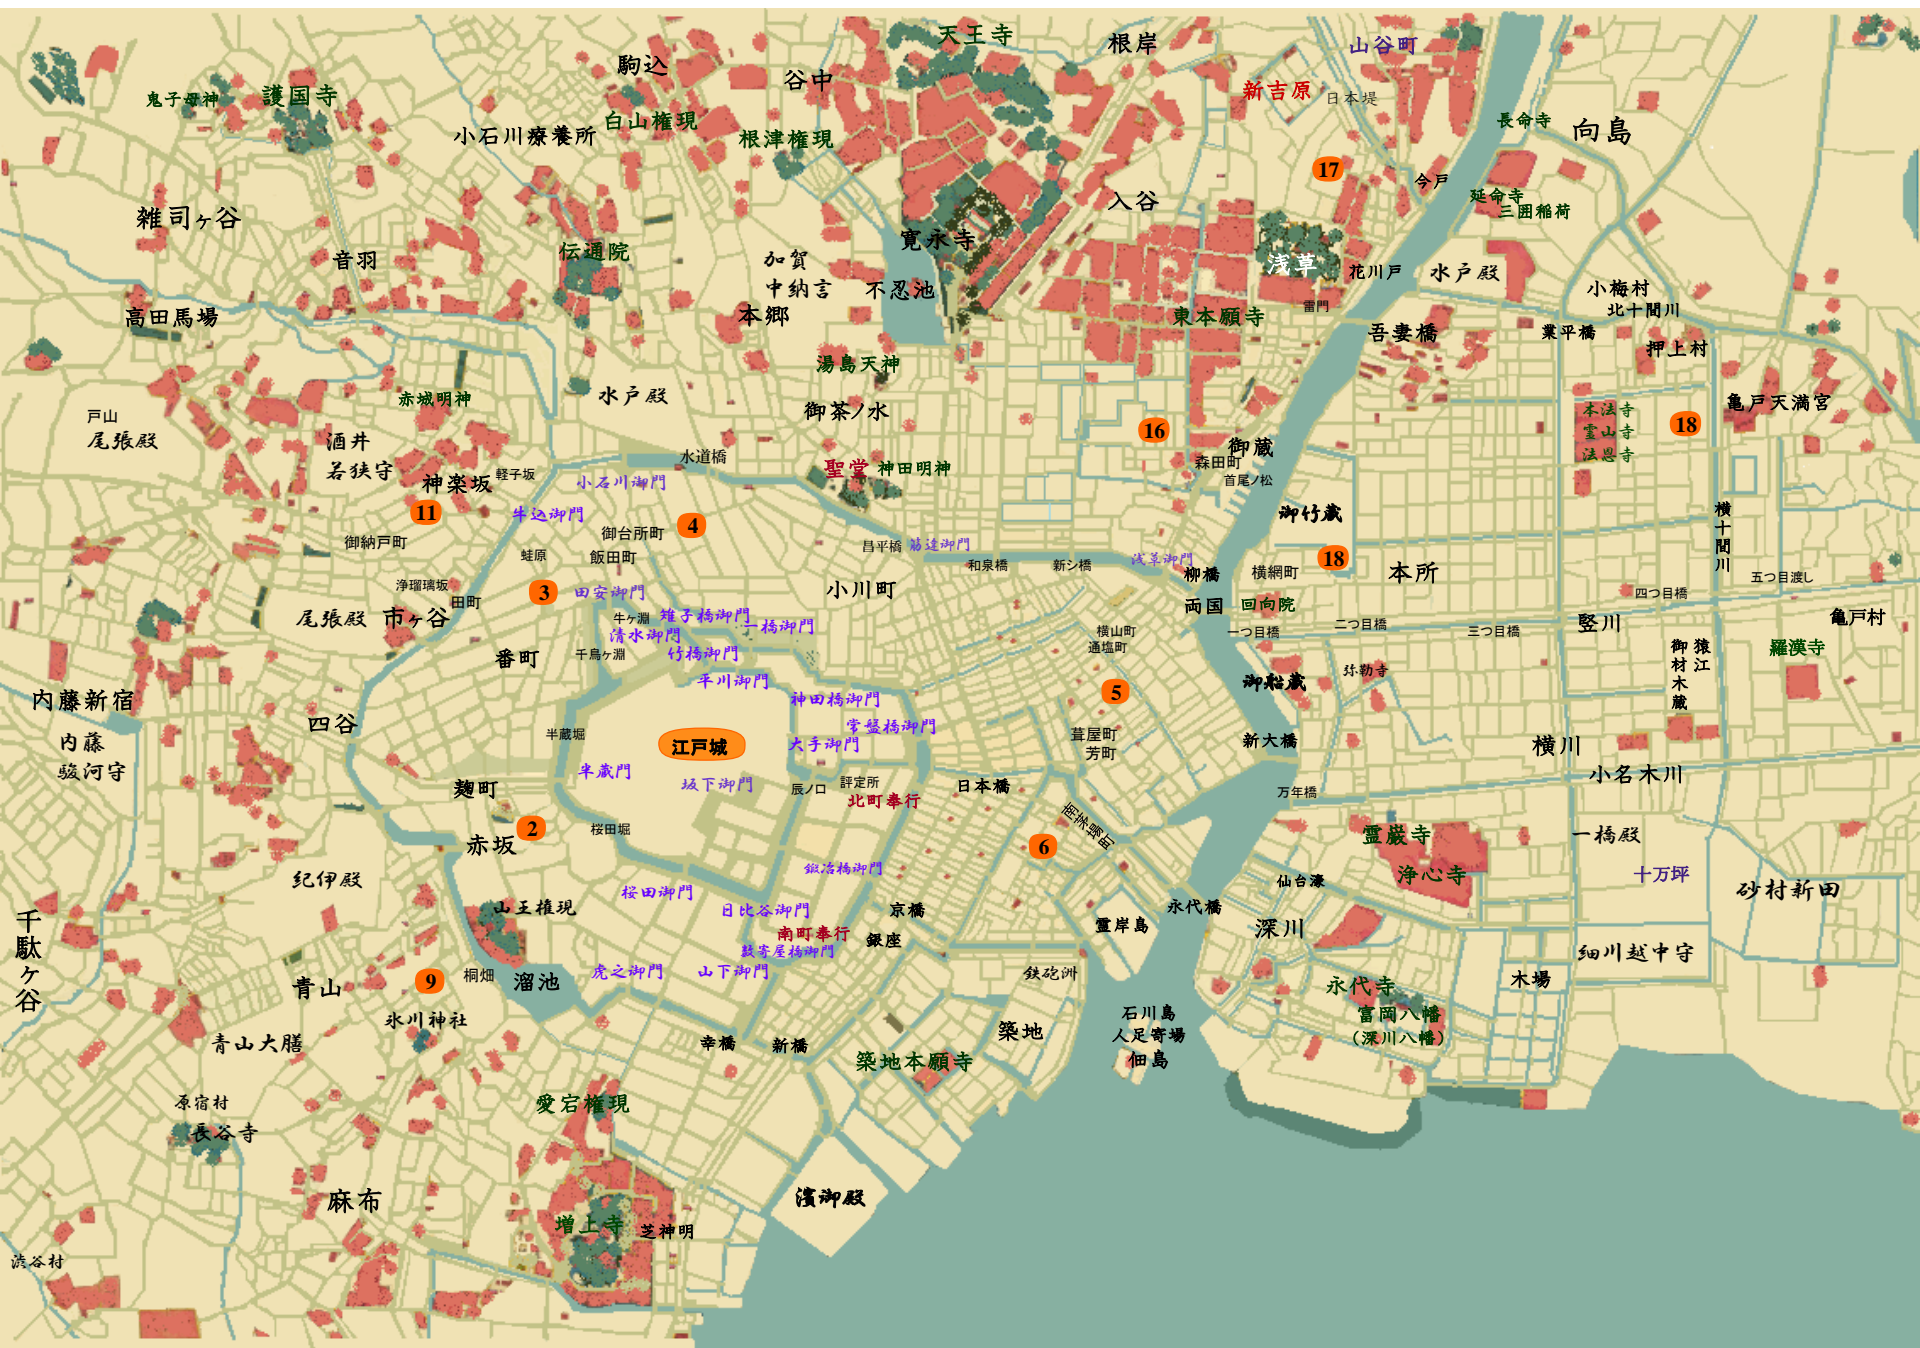 天王寺
根岸
山谷町
駒込
谷中
新吉原
日本堤
鬼子母神
護国寺
白山権現
小石川療養所
根津権現
長命寺
向島
17
今戸
延命寺
三囲稲荷
雑司ヶ谷
入谷
音羽
伝通院
寛永寺
加賀
中納言
不忍池
浅草
花川戸
水戸殿
小梅村
北十間川
高田馬場
本郷
東本願寺
雷門
吾妻橋
業平橋
押上村
湯島天神
水戸殿
赤城明神
御茶ノ水
亀戸天満宮
戸山
尾張殿
本法寺
霊山寺
法恩寺
18
16
酒井
若狭守
御蔵
森田町
首尾ノ松
水道橋
聖堂
神田明神
神楽坂
軽子坂
小石川御門
11
牛込御門
4
御竹蔵
横十間川
御納戸町
御台所町
昌平橋
筋違御門
蛙原
飯田町
和泉橋
新シ橋
浅草御門
柳橋
横網町
18
本所
五つ目渡し
浄瑠璃坂
3
田安御門
小川町
四つ目橋
田町
両国
回向院
尾張殿
市ヶ谷
牛ヶ淵
雉子橋御門
一橋御門
清水御門
横山町
通塩町
一つ目橋
二つ目橋
三つ目橋
竪川
亀戸村
番町
千鳥ヶ淵
竹橋御門
猿江
御材木蔵
羅漢寺
弥勒寺
平川御門
御船蔵
内藤新宿
神田橋御門
5
四谷
常盤橋御門
半蔵堀
江戸城
大手御門
葺屋町
芳町
新大橋
横川
内藤
駿河守
半蔵門
坂下御門
辰ノ口
評定所
小名木川
麹町
北町奉行
日本橋
万年橋
2
桜田堀
南茅場町
赤坂
6
霊巌寺
一橋殿
鍛冶橋御門
浄心寺
十万坪
紀伊殿
桜田御門
仙台濠
砂村新田
山王権現
日比谷御門
京橋
永代橋
千駄ヶ谷
南町奉行
銀座
霊岸島
深川
数寄屋橋御門
細川越中守
桐畑
9
溜池
虎之御門
山下御門
鉄砲洲
木場
青山
永代寺
氷川神社
石川島
人足寄場
富岡八幡
(深川八幡)
青山大膳
幸橋
新橋
築地
佃島
築地本願寺
原宿村
愛宕権現
長谷寺
麻布
濱御殿
増上寺
芝神明
渋谷村